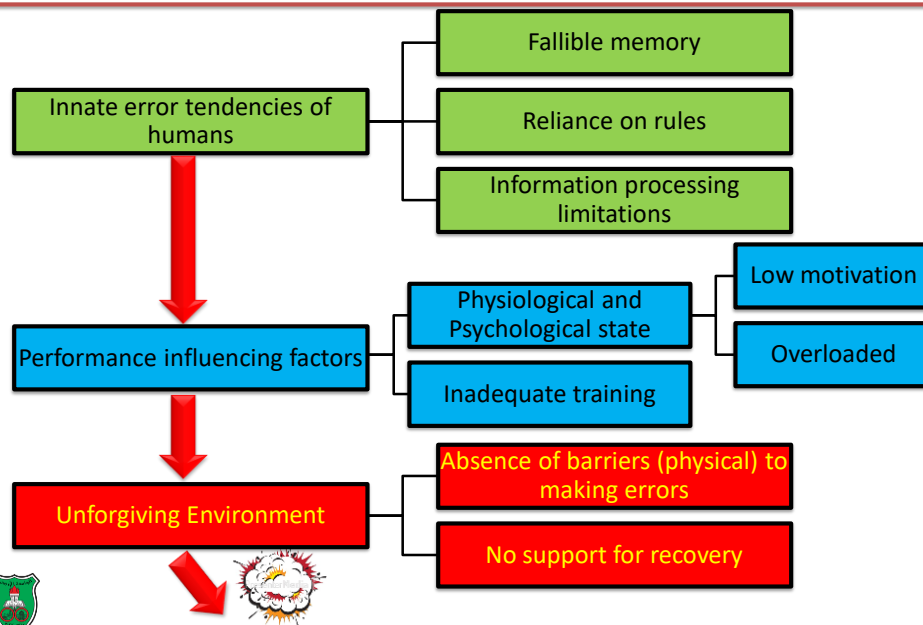 Fallible memory
Innate error tendencies of
humans
Reliance on rules
Information processing
limitations
Low motivation
Physiological and
Psychological state
Performance influencing factors
Overloaded
Inadequate training
Absence of barriers (physical) to
making errors
Unforgiving Environment
No support for recovery